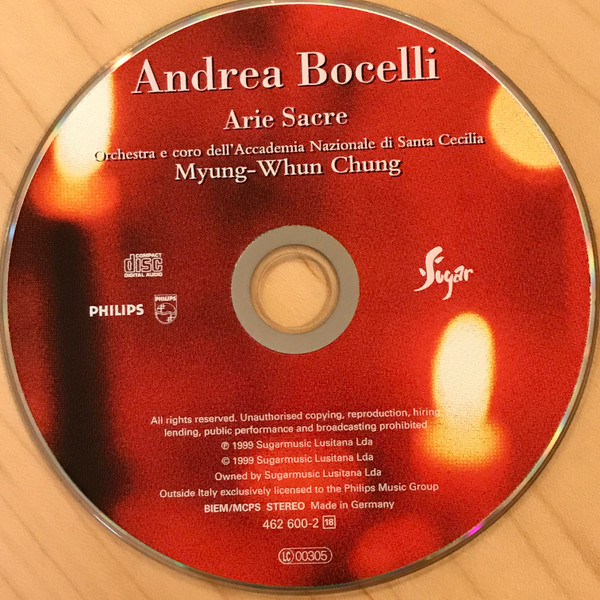 Andrea Bocelli
Arie Sacre
Orchestra e coro dell'Accademia Nazionale di Santa Cecilia
Myung-Whun Chung
COMPACT
disc
DIGITAL AUDIO
Sugar
PHILIPS
PHILIPS
All rights reserved. Unauthorised copying, reproduction, hiring,
lending, public performance and broadcasting prohibited
℗ 1999 Sugarmusic Lusitana Lda
© 1999 Sugarmusic Lusitana Lda
Owned by Sugarmusic Lusitana Lda
Outside Italy exclusively licensed to the Philips Music Group
BIEM/MCPS STEREO Made in Germany
462 600-2 18
LC 00305